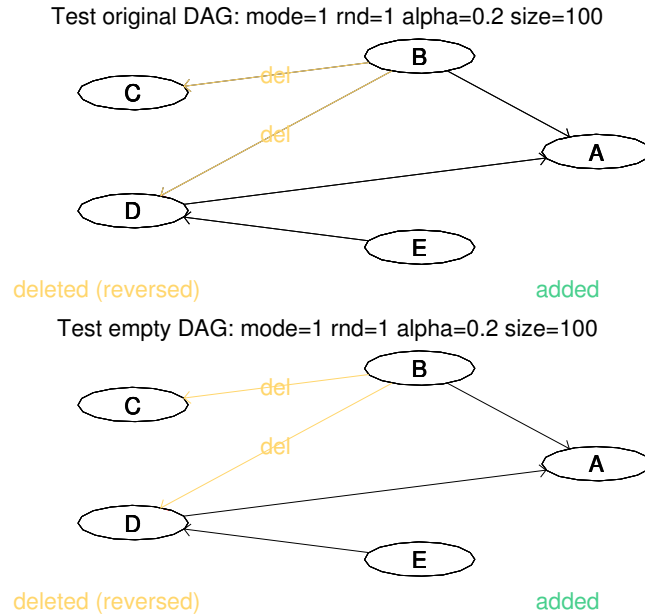 Test original DAG: mode=1 rnd=1 alpha=0.2 size=100
B
del
C
del
A
D
E
deleted (reversed) added
Test empty DAG: mode=1 rnd=1 alpha=0.2 size=100
B
del
C
del
A
D
E
deleted (reversed) added